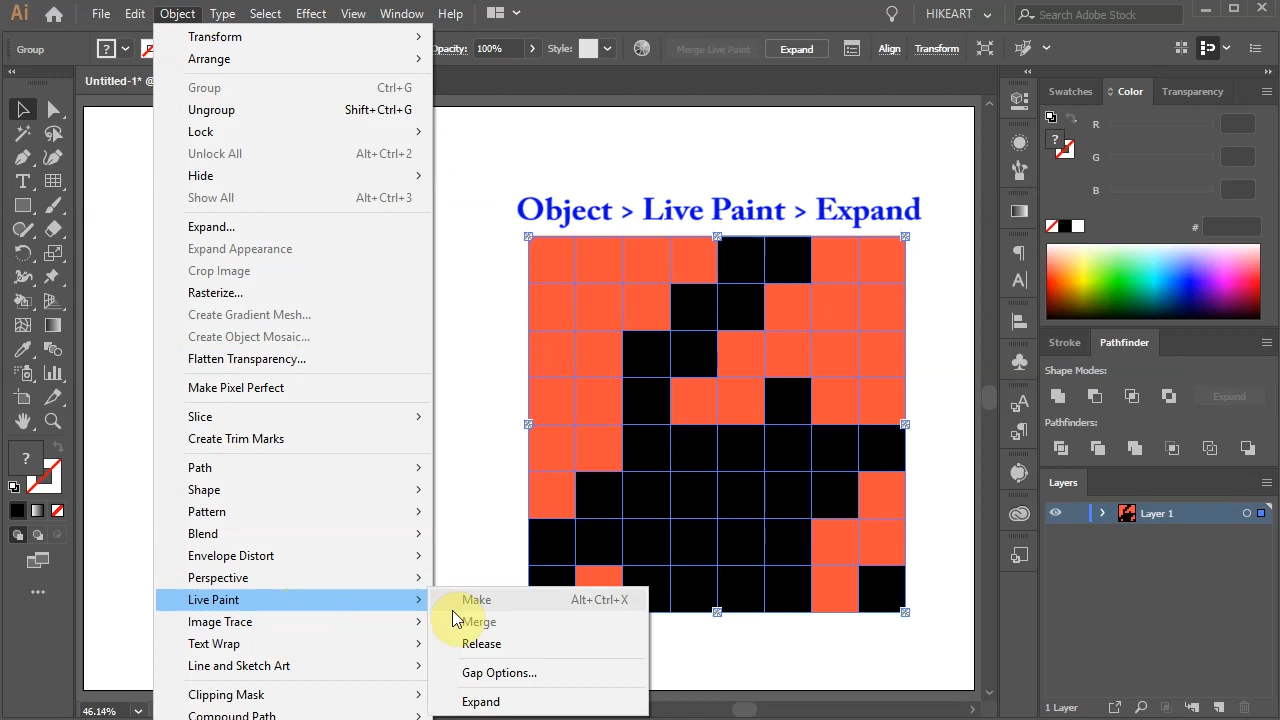 Ai File Edit Object Type Select Effect View Window Help HIKEART Search Adobe Stock
Group ? Opacity: 100% Style: Merge Live Paint Expand Align Transform
Untitled-1* @
Transform
Arrange
Group Ctrl+G
Ungroup Shift+Ctrl+G
Lock
Unlock All Alt+Ctrl+2
Hide
Show All Alt+Ctrl+3
Expand...
Expand Appearance
Crop Image
Rasterize...
Create Gradient Mesh...
Create Object Mosaic...
Flatten Transparency...
Make Pixel Perfect
Slice
Create Trim Marks
Path
Shape
Pattern
Blend
Envelope Distort
Perspective
Live Paint
Image Trace
Text Wrap
Line and Sketch Art
Clipping Mask
Compound Path
Make Alt+Ctrl+X
Merge
Release
Gap Options...
Expand
Object > Live Paint > Expand
Swatches Color Transparency
? R
G
B
#
Stroke Pathfinder
Shape Modes:
Expand
Pathfinders:
Layers
Layer 1
1 Layer
?
46.14%